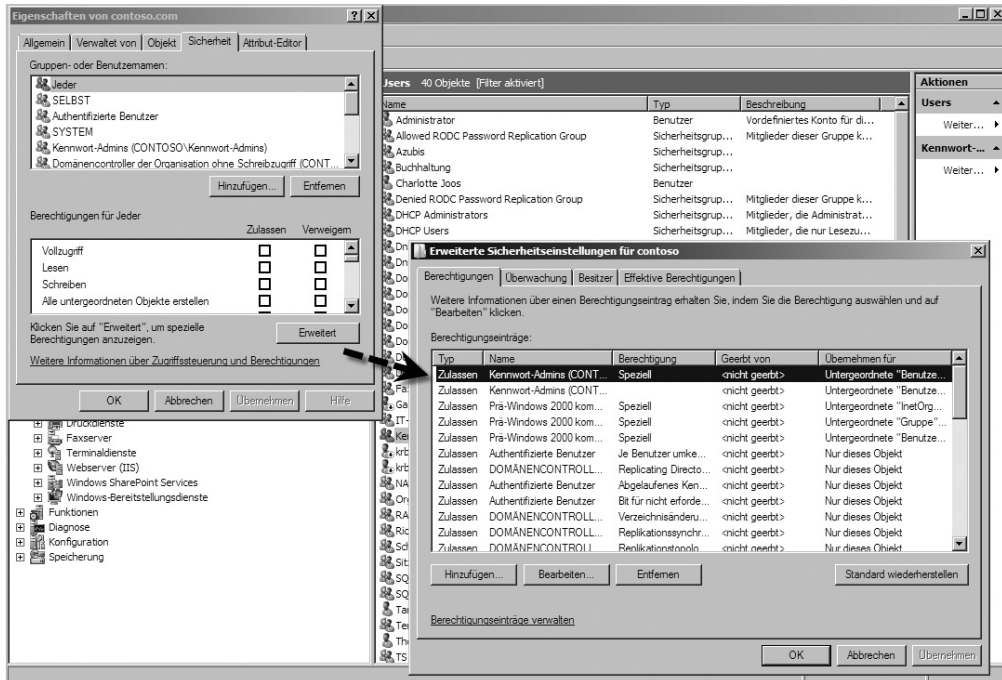 Eigenschaften von contoso.com
Allgemein Verwaltet von Objekt Sicherheit Attribut-Editor
Gruppen- oder Benutzernamen:
Jeder
SELBST
Authentifizierte Benutzer
SYSTEM
Kennwort-Admins (CONTOSO\Kennwort-Admins)
Domänencontroller der Organisation ohne Schreibzugriff (CONT...
Hinzufügen... Entfernen
Berechtigungen für Jeder
Zulassen Verweigern
Vollzugriff
Lesen
Schreiben
Alle untergeordneten Objekte erstellen
Klicken Sie auf "Erweitert", um spezielle
Berechtigungen anzuzeigen.
Erweitert
Weitere Informationen über Zugriffssteuerung und Berechtigungen
OK Abbrechen Übernehmen Hilfe
Druckdienste
Faxserver
Terminaldienste
Webserver (IIS)
Windows SharePoint Services
Windows-Bereitstellungsdienste
Funktionen
Diagnose
Konfiguration
Speicherung
Users 40 Objekte [Filter aktiviert]
Name Typ Beschreibung
Administrator Benutzer Vordefiniertes Konto für di...
Allowed RODC Password Replication Group Sicherheitsgrup... Mitglieder dieser Gruppe k...
Azubis Sicherheitsgrup...
Buchhaltung Sicherheitsgrup...
Charlotte Joos Benutzer
Denied RODC Password Replication Group Sicherheitsgrup... Mitglieder dieser Gruppe k...
DHCP Administrators Sicherheitsgrup... Mitglieder, die Administrat...
DHCP Users Sicherheitsgrup... Mitglieder, die nur Lesezu...
Aktionen
Users
Weiter...
Kennwort-...
Weiter...
Erweiterte Sicherheitseinstellungen für contoso
Berechtigungen Überwachung Besitzer Effektive Berechtigungen
Weitere Informationen über einen Berechtigungseintrag erhalten Sie, indem Sie die Berechtigung auswählen und auf
"Bearbeiten" klicken.
Berechtigungseinträge:
Typ Name Berechtigung Geerbt von Übernehmen für
Zulassen Kennwort-Admins (CONT... Speziell <nicht geerbt> Untergeordnete "Benutze...
Zulassen Kennwort-Admins (CONT... <nicht geerbt> Untergeordnete "Benutze...
Zulassen Prä-Windows 2000 kom... Speziell <nicht geerbt> Untergeordnete "InetOrg...
Zulassen Prä-Windows 2000 kom... Speziell <nicht geerbt> Untergeordnete "Gruppe"...
Zulassen Prä-Windows 2000 kom... Speziell <nicht geerbt> Untergeordnete "Benutze...
Zulassen Authentifizierte Benutzer Je Benutzer umke... <nicht geerbt> Nur dieses Objekt
Zulassen DOMÄNENCONTROLL... Replicating Directo... <nicht geerbt> Nur dieses Objekt
Zulassen Authentifizierte Benutzer Abgelaufenes Ken... <nicht geerbt> Nur dieses Objekt
Zulassen Authentifizierte Benutzer Bit für nicht erforde... <nicht geerbt> Nur dieses Objekt
Zulassen DOMÄNENCONTROLL... Verzeichnisänderu... <nicht geerbt> Nur dieses Objekt
Zulassen DOMÄNENCONTROLL... Replikationssynchr... <nicht geerbt> Nur dieses Objekt
Zulassen DOMÄNENCONTROLL... Replikationstopolo... <nicht geerbt> Nur dieses Objekt
Hinzufügen... Bearbeiten... Entfernen Standard wiederherstellen
Berechtigungseinträge verwalten
OK Abbrechen Übernehmen